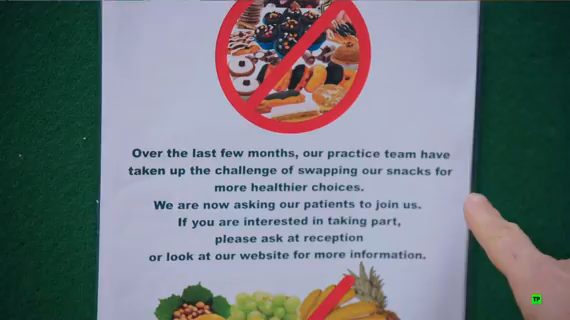 Over the last few months, our practice team have
taken up the challenge of swapping our snacks for
more healthier choices.
We are now asking our patients to join us.
If you are interested in taking part,
please ask at reception
or look at our website for more information.
TP